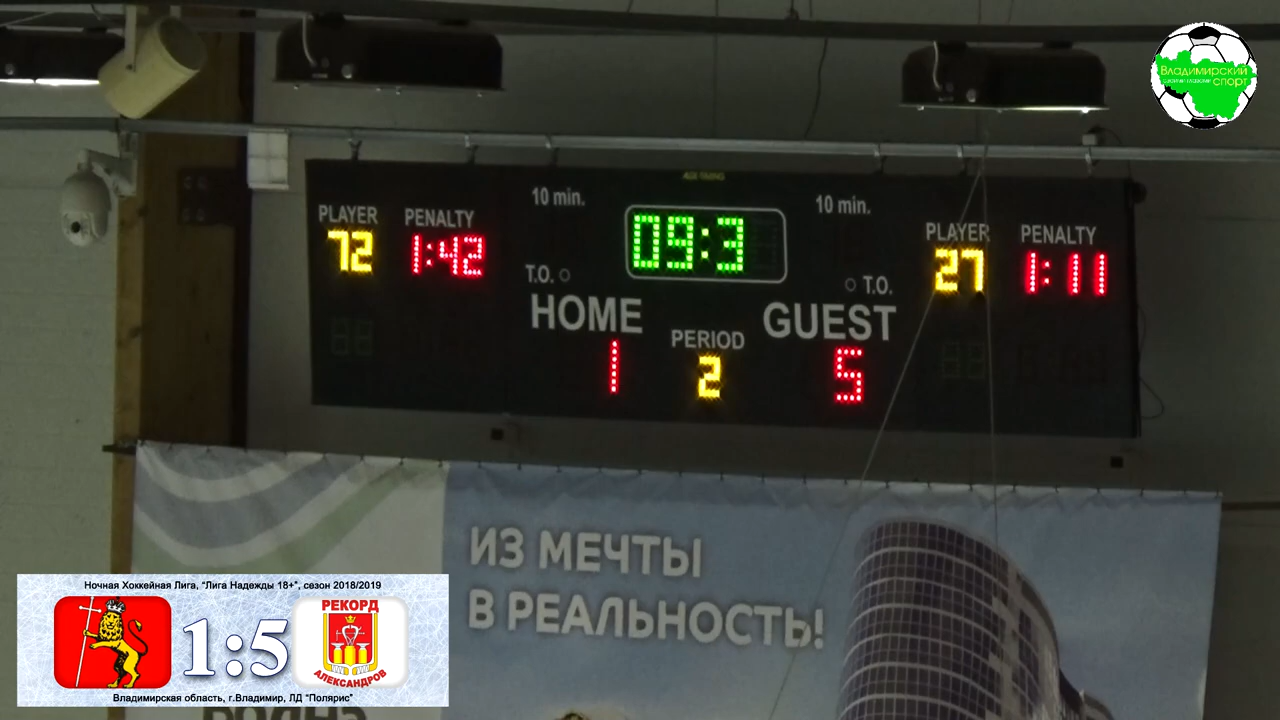 Владимирский
СПОРТ
PLAYER PENALTY
72 1:42
10 min.
09:3
10 min.
T.O.
T.O.
PLAYER PENALTY
27 1:11
HOME
1
PERIOD
2
GUEST
5
ИЗ МЕЧТЫ
В РЕАЛЬНОСТЬ!
Ночная Хоккейная Лига, "Лига Надежды 18+", сезон 2018/2019
1:5
РЕКОРД
АЛЕКСАНДРОВ
Владимирская область, г.Владимир, ЛД "Полярис"